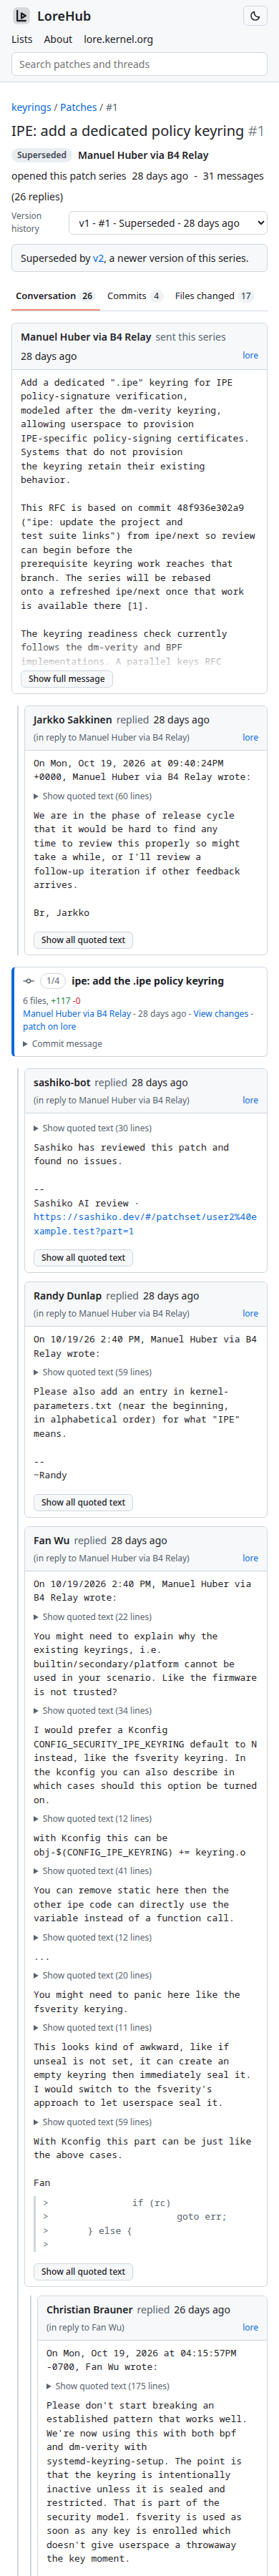 LoreHub
Lists About lore.kernel.org
Search patches and threads
keyrings / Patches / #1
IPE: add a dedicated policy keyring #1
Superseded Manuel Huber via B4 Relay
opened this patch series 28 days ago - 31 messages
(26 replies)
Version history
v1 - #1 - Superseded - 28 days ago
Superseded by v2, a newer version of this series.
Conversation 26 Commits 4 Files changed 17
Manuel Huber via B4 Relay sent this series
28 days ago lore
Add a dedicated ".ipe" keyring for IPE
policy-signature verification,
modeled after the dm-verity keyring,
allowing userspace to provision
IPE-specific policy-signing certificates.
Systems that do not provision
the keyring retain their existing
behavior.
This RFC is based on commit 48f936e302a9
("ipe: update the project and
test suite links") from ipe/next so review
can begin before the
prerequisite keyring work reaches that
branch. The series will be rebased
onto a refreshed ipe/next once that work
is available there [1].
The keyring readiness check currently
follows the dm-verity and BPF
implementations. A parallel keys RFC
Show full message
Jarkko Sakkinen replied 28 days ago
(in reply to Manuel Huber via B4 Relay) lore
On Mon, Oct 19, 2026 at 09:40:24PM
+0000, Manuel Huber via B4 Relay wrote:
Show quoted text (60 lines)
We are in the phase of release cycle
that it would be hard to find any
time to review this properly so might
take a while, or I'll review a
follow-up iteration if other feedback
arrives.
Br, Jarkko
Show all quoted text
1/4 ipe: add the .ipe policy keyring
6 files, +117 -0
Manuel Huber via B4 Relay - 28 days ago - View changes -
patch on lore
Commit message
sashiko-bot replied 28 days ago
(in reply to Manuel Huber via B4 Relay) lore
Show quoted text (30 lines)
Sashiko has reviewed this patch and
found no issues.
--
Sashiko AI review ·
https://sashiko.dev/#/patchset/user2%40e
xample.test?part=1
Show all quoted text
Randy Dunlap replied 28 days ago
(in reply to Manuel Huber via B4 Relay) lore
On 10/19/26 2:40 PM, Manuel Huber via B4
Relay wrote:
Show quoted text (59 lines)
Please also add an entry in kernel-
parameters.txt (near the beginning,
in alphabetical order) for what "IPE"
means.
--
~Randy
Show all quoted text
Fan Wu replied 28 days ago
(in reply to Manuel Huber via B4 Relay) lore
On 10/19/2026 2:40 PM, Manuel Huber via
B4 Relay wrote:
Show quoted text (22 lines)
You might need to explain why the
existing keyrings, i.e.
builtin/secondary/platform cannot be
used in your scenario. Like the firmware
is not trusted?
Show quoted text (34 lines)
I would prefer a Kconfig
CONFIG_SECURITY_IPE_KEYRING default to N
instead, like the fsverity keyring. In
the kconfig you can also describe in
which cases should this option be turned
on.
Show quoted text (12 lines)
with Kconfig this can be
obj-$(CONFIG_IPE_KEYRING) += keyring.o
Show quoted text (41 lines)
You can remove static here then the
other ipe code can directly use the
variable instead of a function call.
Show quoted text (12 lines)
...
Show quoted text (20 lines)
You might need to panic here like the
fsverity kerying.
Show quoted text (11 lines)
This looks kind of awkward, like if
unseal is not set, it can create an
empty keyring then immediately seal it.
I would switch to the fsverity's
approach to let userspace seal it.
Show quoted text (59 lines)
With Kconfig this part can be just like
the above cases.
Fan
> if (rc)
> goto err;
> } else {
>
Show all quoted text
Christian Brauner replied 26 days ago
(in reply to Fan Wu) lore
On Mon, Oct 19, 2026 at 04:15:57PM
-0700, Fan Wu wrote:
Show quoted text (175 lines)
Please don't start breaking an
established pattern that works well.
We're now using this with both bpf
and dm-verity with
systemd-keyring-setup. The point is
that the keyring is intentionally
inactive unless it is sealed and
restricted. That is part of the
security model. fsverity is used as
soon as any key is enrolled which
doesn't give userspace a throwaway
the key moment.